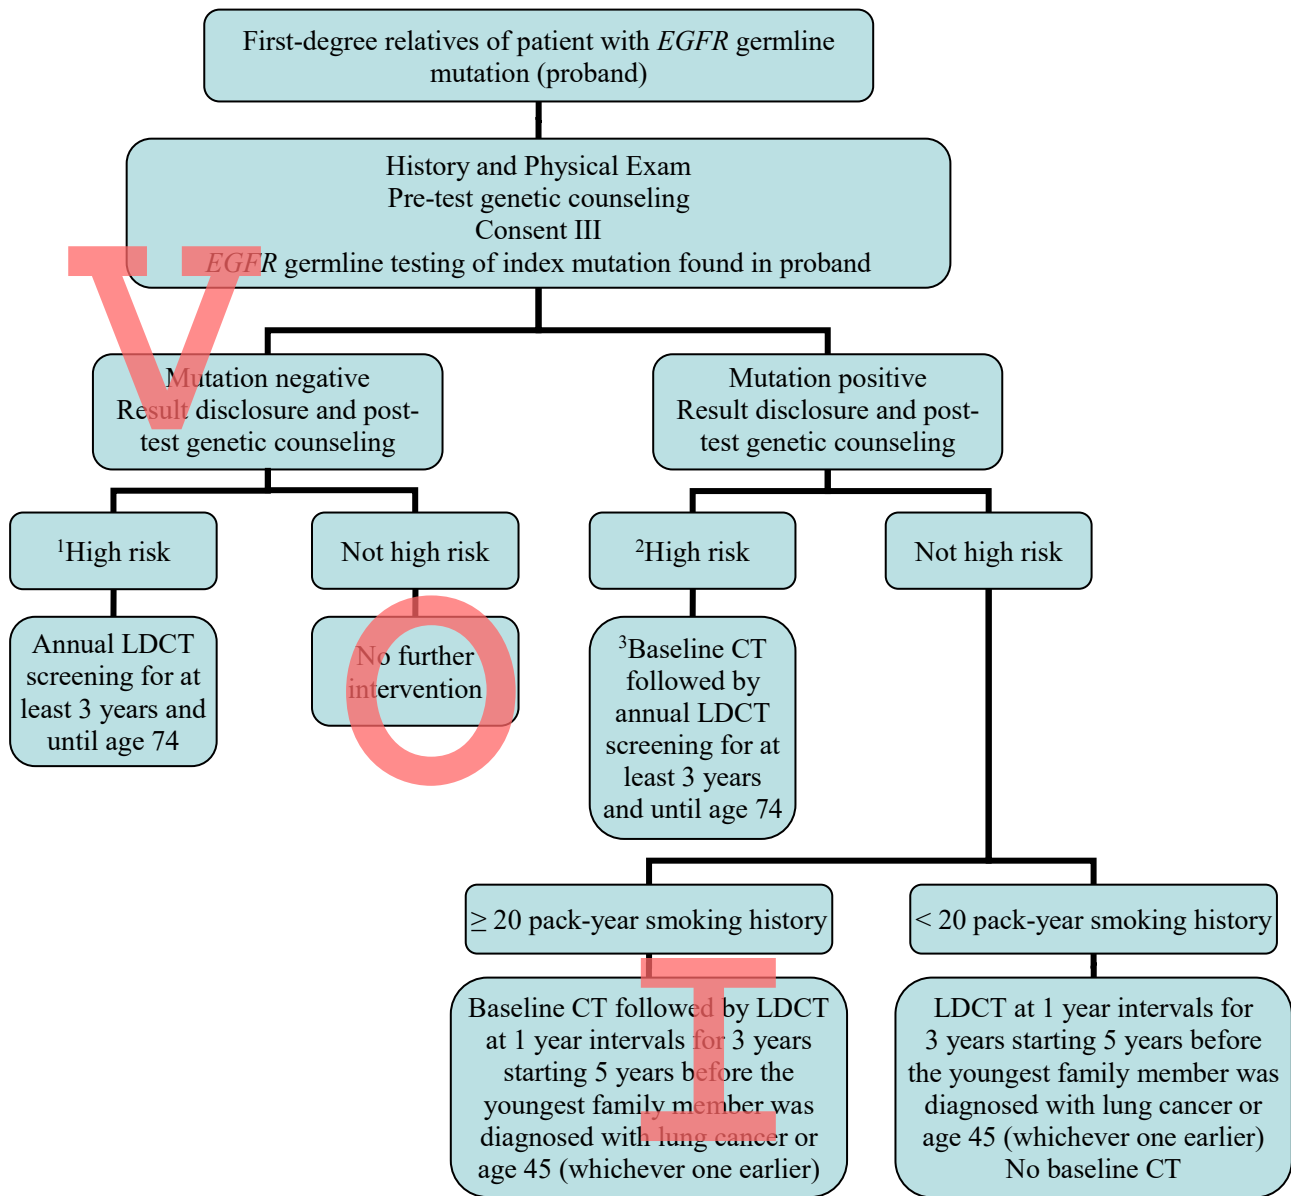 First-degree relatives of patient with EGFR germline
mutation (proband)
History and Physical Exam
Pre-test genetic counseling
Consent III
EGFR germline testing of index mutation found in proband
Mutation negative
Result disclosure and post-
test genetic counseling
Mutation positive
Result disclosure and post-
test genetic counseling
¹High risk
Not high risk
²High risk
Not high risk
Annual LDCT
screening for at
least 3 years and
until age 74
No further
intervention
³Baseline CT
followed by
annual LDCT
screening for at
least 3 years
and until age 74
≥ 20 pack-year smoking history
< 20 pack-year smoking history
Baseline CT followed by LDCT
at 1 year intervals for 3 years
starting 5 years before the
youngest family member was
diagnosed with lung cancer or
age 45 (whichever one earlier)
LDCT at 1 year intervals for
3 years starting 5 years before
the youngest family member was
diagnosed with lung cancer or
age 45 (whichever one earlier)
No baseline CT
V
O
I